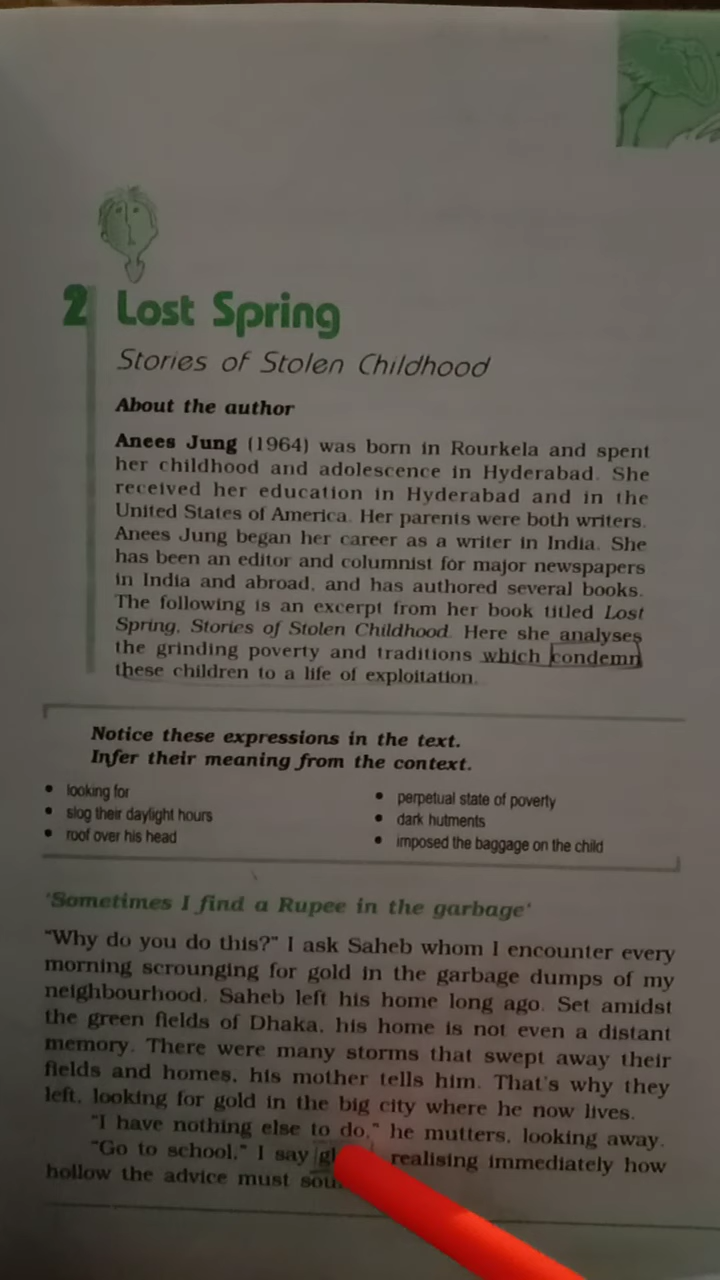 2 Lost Spring
Stories of Stolen Childhood
About the author
Anees Jung (1964) was born in Rourkela and spent
her childhood and adolescence in Hyderabad. She
received her education in Hyderabad and in the
United States of America. Her parents were both writers.
Anees Jung began her career as a writer in India. She
has been an editor and columnist for major newspapers
in India and abroad, and has authored several books.
The following is an excerpt from her book titled Lost
Spring, Stories of Stolen Childhood. Here she analyses
the grinding poverty and traditions which condemn
these children to a life of exploitation.
Notice these expressions in the text.
Infer their meaning from the context.
• looking for
• slog their daylight hours
• roof over his head
• perpetual state of poverty
• dark hutments
• imposed the baggage on the child
'Sometimes I find a Rupee in the garbage'
"Why do you do this?" I ask Saheb whom I encounter every
morning scrounging for gold in the garbage dumps of my
neighbourhood. Saheb left his home long ago. Set amidst
the green fields of Dhaka, his home is not even a distant
memory. There were many storms that swept away their
fields and homes, his mother tells him. That's why they
left, looking for gold in the big city where he now lives.
"I have nothing else to do," he mutters, looking away.
"Go to school," I say realising immediately how
hollow the advice must